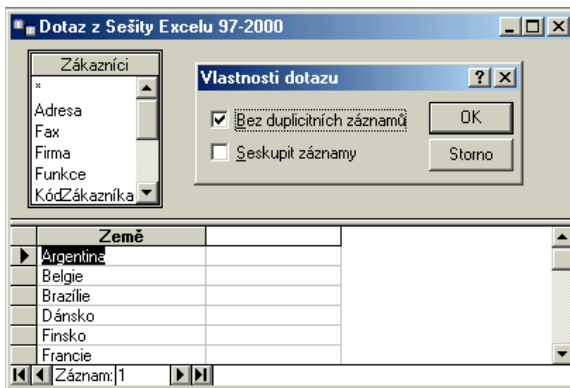 Dotaz z Sešity Excelu 97-2000
Zákazníci
*
Adresa
Fax
Firma
Funkce
KódZákazníka
Vlastnosti dotazu
Bez duplicitních záznamů
Seskupit záznamy
OK
Storno
Země
Argentina
Belgie
Brazílie
Dánsko
Finsko
Francie
Záznam: 1